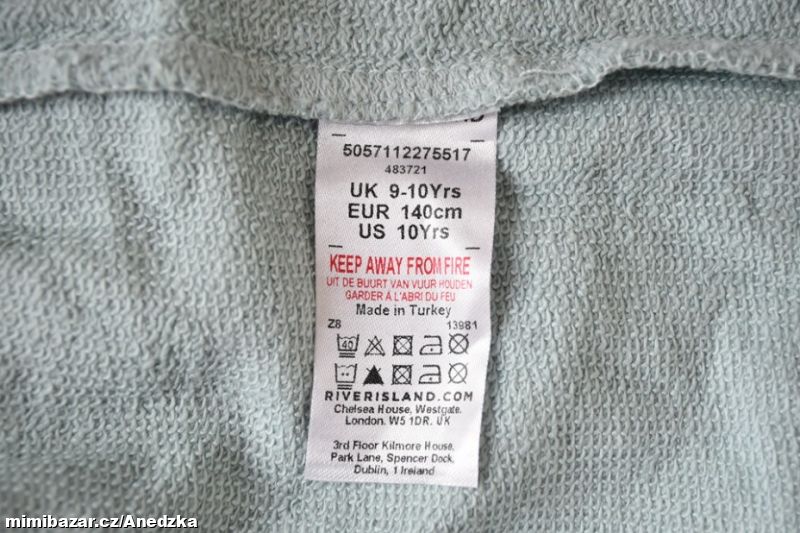 5057112275517
483721
UK 9-10Yrs
EUR 140cm
US 10Yrs
KEEP AWAY FROM FIRE
UIT DE BUURT VAN VUUR HOUDEN
GARDER À L'ABRI DU FEU
Made in Turkey
Z8 13981
40
RIVERISLAND.COM
Chelsea House, Westgate,
London. W5 1DR. UK
3rd Floor Kilmore House,
Park Lane, Spencer Dock,
Dublin, 1 Ireland
mimibazar.cz/Anedzka